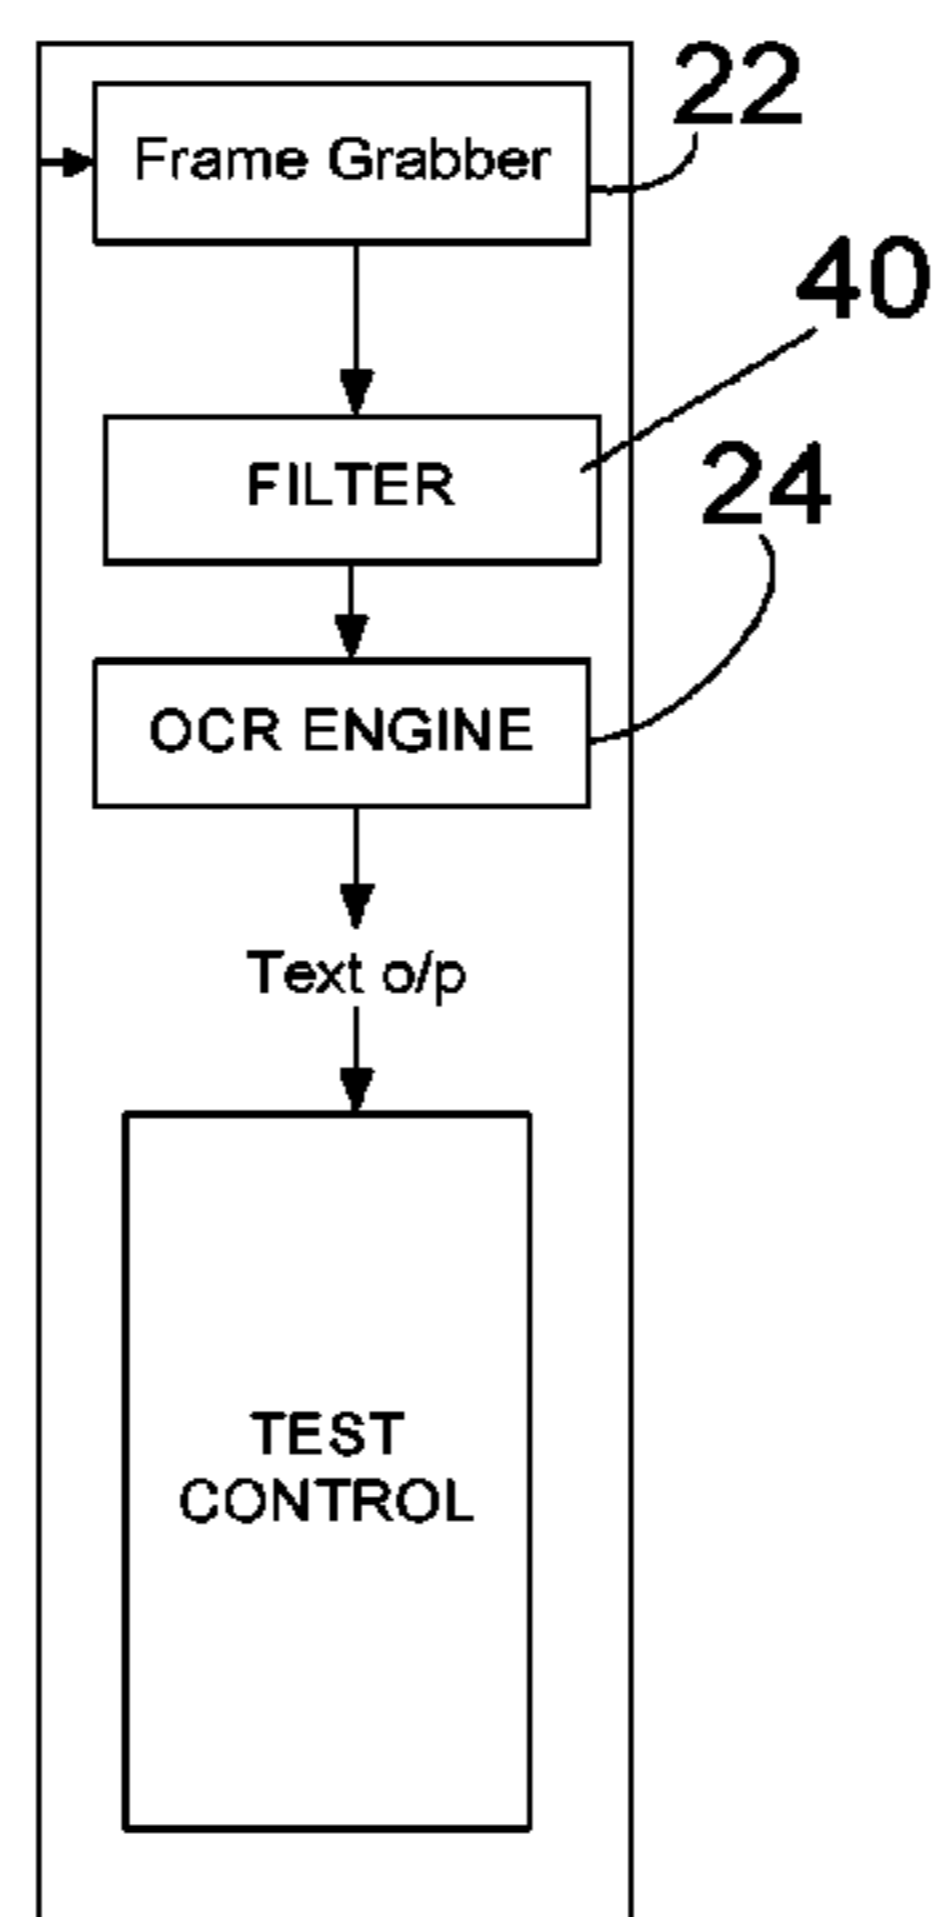 Frame Grabber
22
40
FILTER
24
OCR ENGINE
Text o/p
TEST
CONTROL